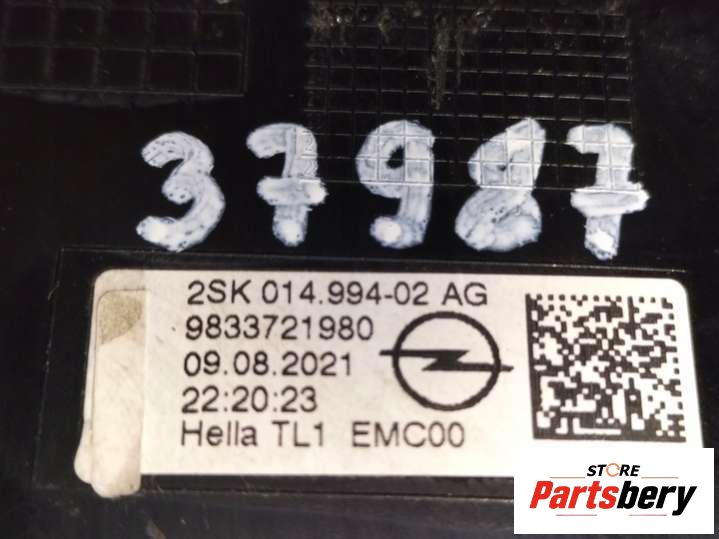 37987
2SK 014.994-02 AG
9833721980
09.08.2021
22:20:23
Hella TL1 EMC00
STORE
Partsbery